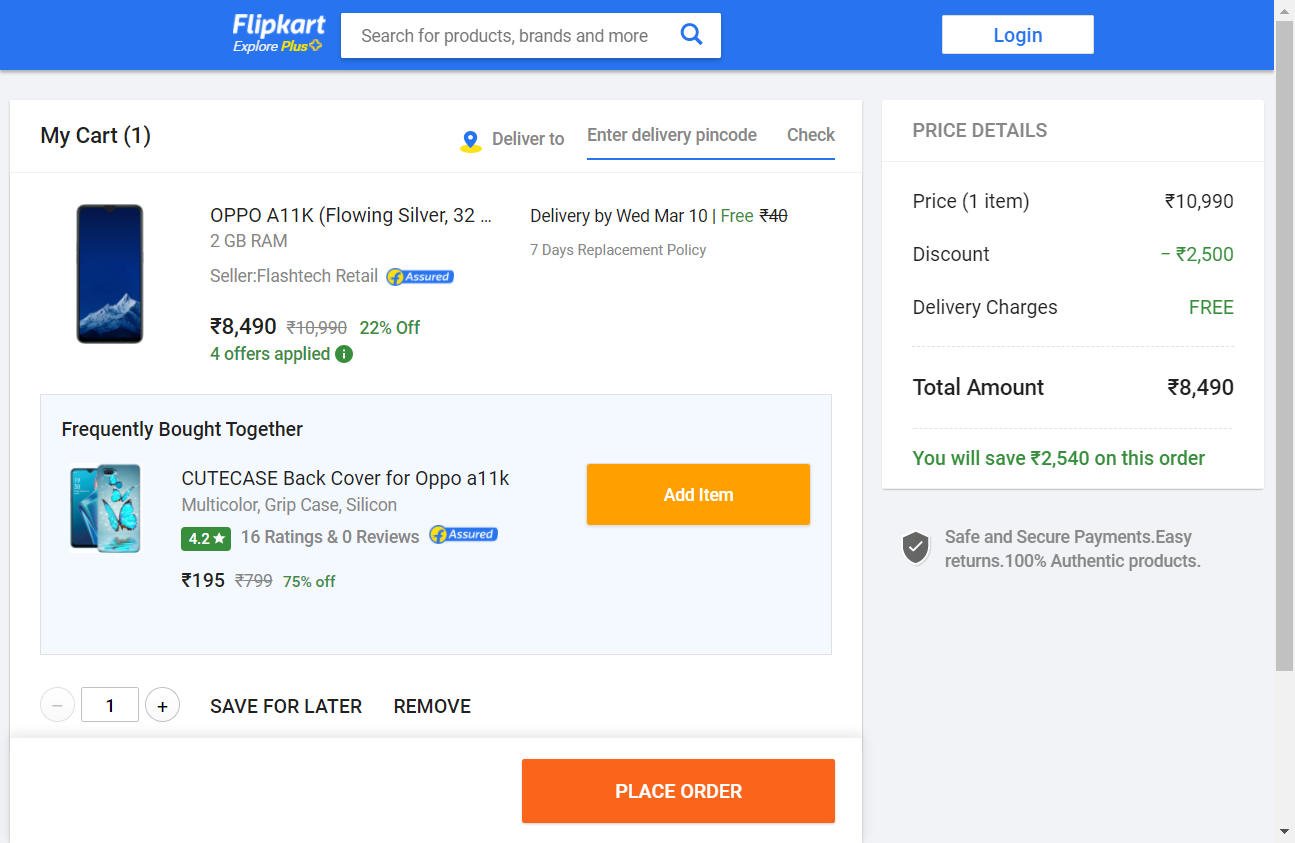 Flipkart
Explore Plus
Search for products, brands and more
Login
My Cart (1)
Deliver to
Enter delivery pincode
Check
OPPO A11K (Flowing Silver, 32 ...
2 GB RAM
Seller:Flashtech Retail
f Assured
₹8,490 ₹10,990 22% Off
4 offers applied i
Delivery by Wed Mar 10 | Free ₹40
7 Days Replacement Policy
Frequently Bought Together
CUTECASE Back Cover for Oppo a11k
Multicolor, Grip Case, Silicon
4.2★ 16 Ratings & 0 Reviews f Assured
₹195 ₹799 75% off
Add Item
− 1 + SAVE FOR LATER REMOVE
PLACE ORDER
PRICE DETAILS
Price (1 item) ₹10,990
Discount − ₹2,500
Delivery Charges FREE
Total Amount ₹8,490
You will save ₹2,540 on this order
Safe and Secure Payments.Easy
returns.100% Authentic products.